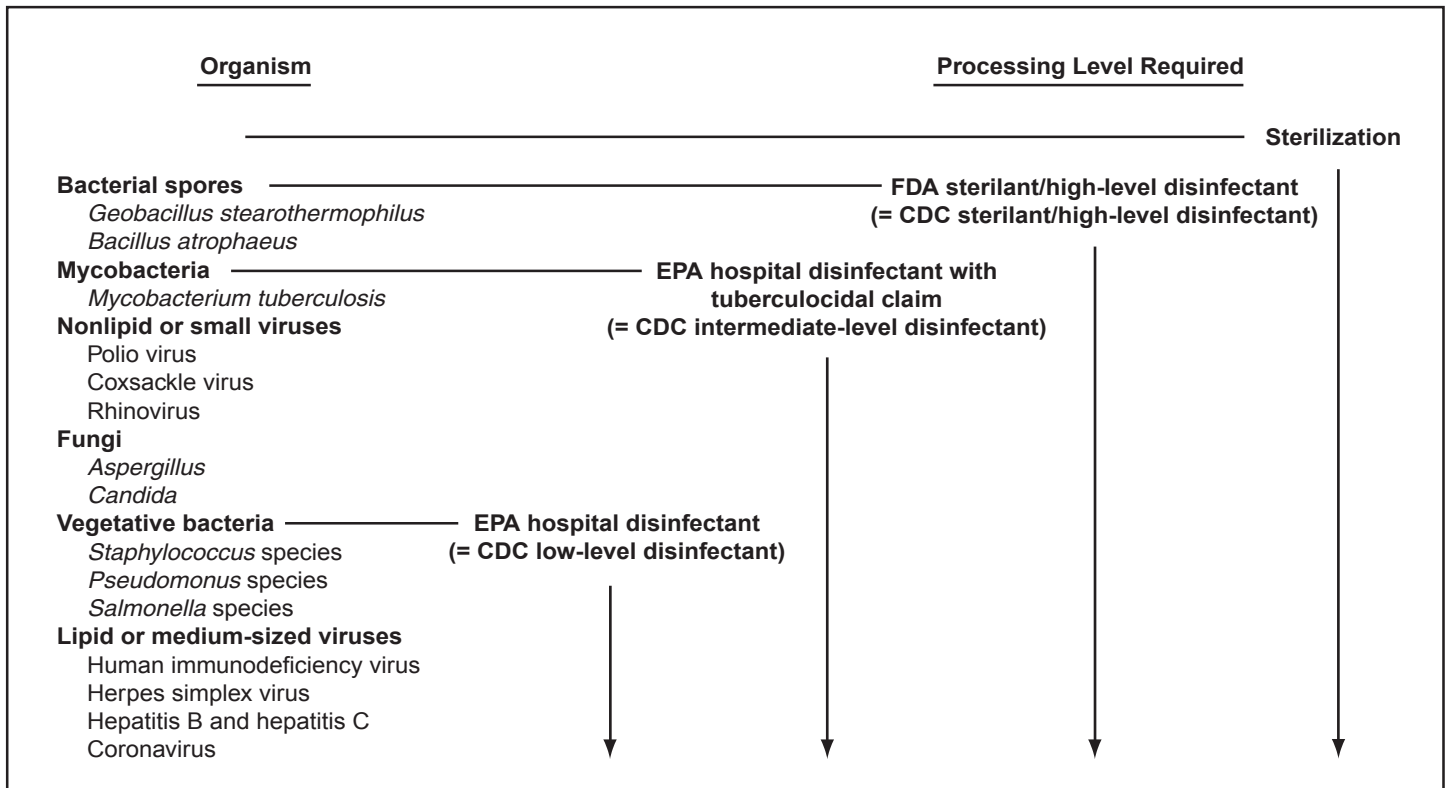 Organism Processing Level Required
Sterilization
Bacterial spores FDA sterilant/high-level disinfectant
Geobacillus stearothermophilus (= CDC sterilant/high-level disinfectant)
Bacillus atrophaeus
Mycobacteria EPA hospital disinfectant with
Mycobacterium tuberculosis tuberculocidal claim
Nonlipid or small viruses (= CDC intermediate-level disinfectant)
Polio virus
Coxsackle virus
Rhinovirus
Fungi
Aspergillus
Candida
Vegetative bacteria EPA hospital disinfectant
Staphylococcus species (= CDC low-level disinfectant)
Pseudomonus species
Salmonella species
Lipid or medium-sized viruses
Human immunodeficiency virus
Herpes simplex virus
Hepatitis B and hepatitis C
Coronavirus